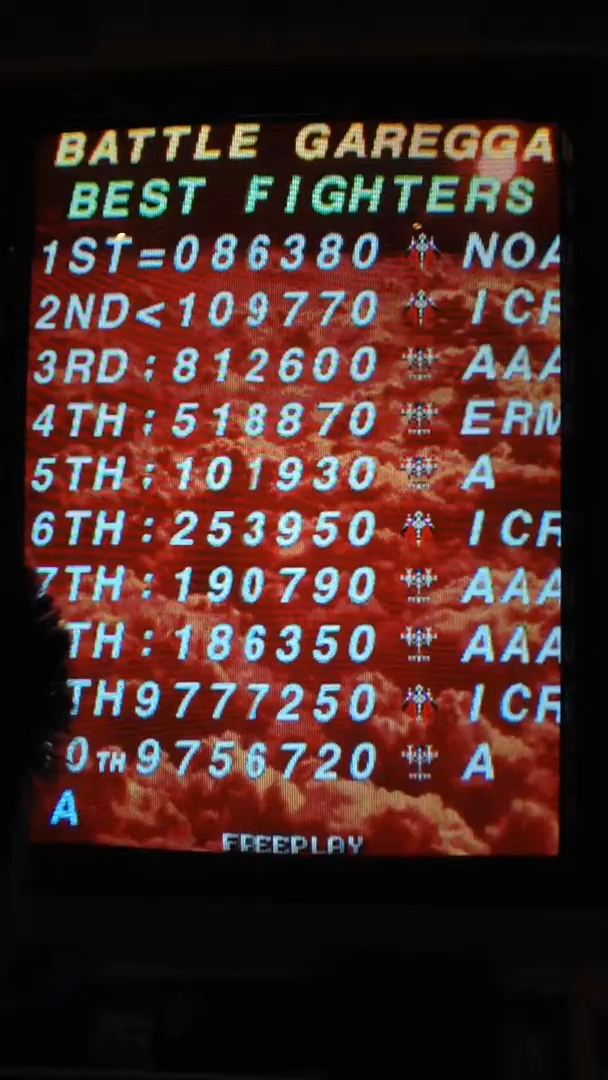 BATTLE GAREGGA
BEST FIGHTERS
1ST=086380 NOA
2ND<109770 ICR
3RD:812600 AAA
4TH:518870 ERM
5TH:101930 A
6TH:253950 ICR
7TH:190790 AAA
TH:186350 AAA
TH9777250 ICR
0TH9756720 A
A
FREEPLAY